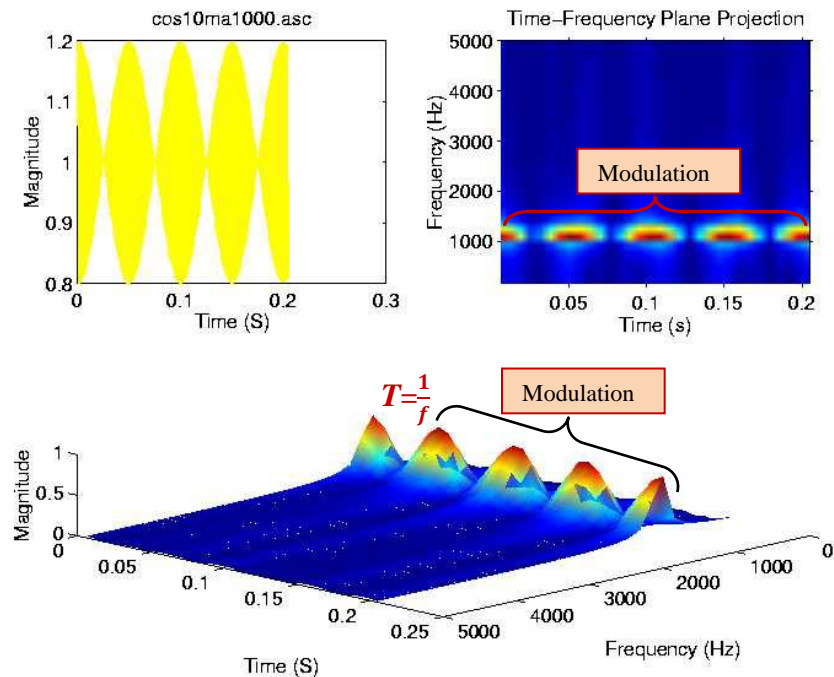 cos10ma1000.asc
1.2
1.1
1
0.9
0.8
Magnitude
0
0.1
0.2
0.3
Time (S)
Time-Frequency Plane Projection
5000
4000
3000
2000
1000
Frequency (Hz)
Modulation
0.05
0.1
0.15
0.2
Time (s)
T=1/f
Modulation
1
0.5
0
Magnitude
0
0.05
0.1
0.15
0.2
0.25
Time (S)
5000
4000
3000
2000
1000
0
Frequency (Hz)